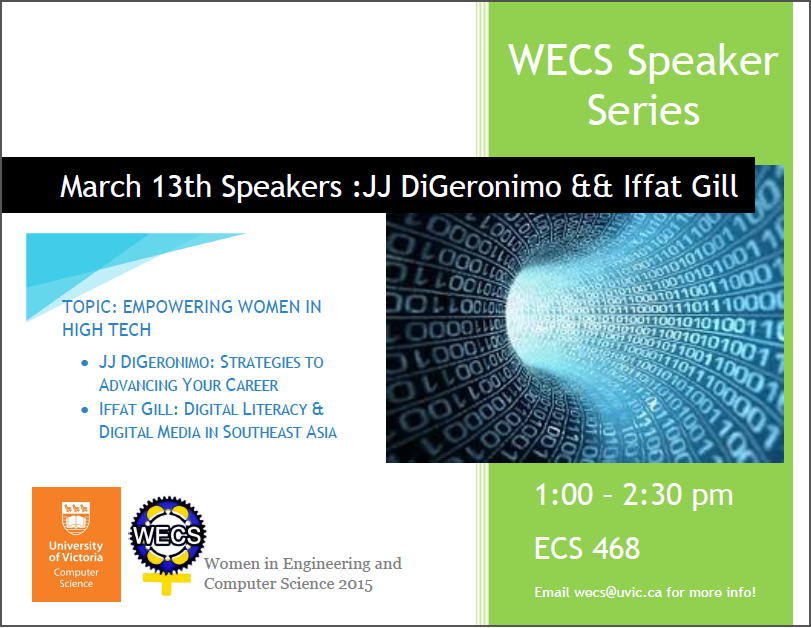 WECS Speaker
Series
March 13th Speakers :JJ DiGeronimo && Iffat Gill
TOPIC: EMPOWERING WOMEN IN
HIGH TECH
• JJ DIGERONIMO: STRATEGIES TO
ADVANCING YOUR CAREER
• IFFAT GILL: DIGITAL LITERACY &
DIGITAL MEDIA IN SOUTHEAST ASIA
University
of Victoria
Computer
Science
WECS
Women in Engineering and
Computer Science 2015
1:00 – 2:30 pm
ECS 468
Email wecs@uvic.ca for more info!